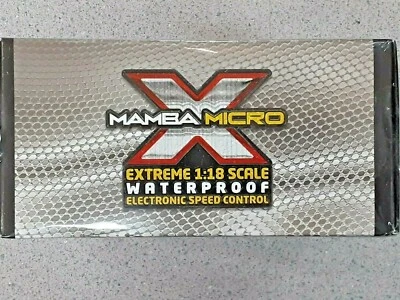 X
MAMBA MICRO
EXTREME 1:18 SCALE
WATERPROOF
ELECTRONIC SPEED CONTROL